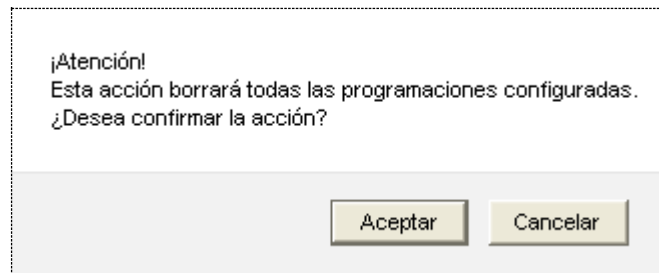 ¡Atención!
Esta acción borrará todas las programaciones configuradas.
¿Desea confirmar la acción?
Aceptar
Cancelar